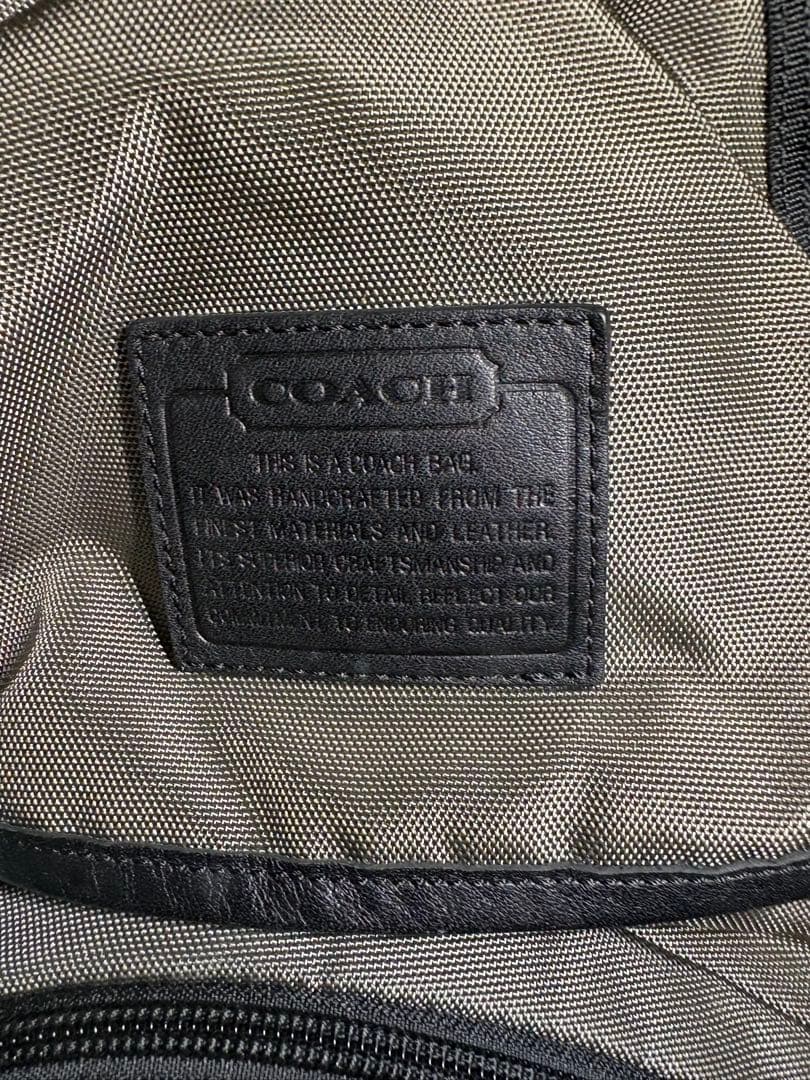 COACH
THIS IS A COACH BAG.
IT WAS HANDCRAFTED FROM THE
FINEST MATERIALS AND LEATHER.
ITS SUPERIOR CRAFTSMANSHIP AND
ATTENTION TO DETAIL REFLECT OUR
COMMITMENT TO ENDURING QUALITY